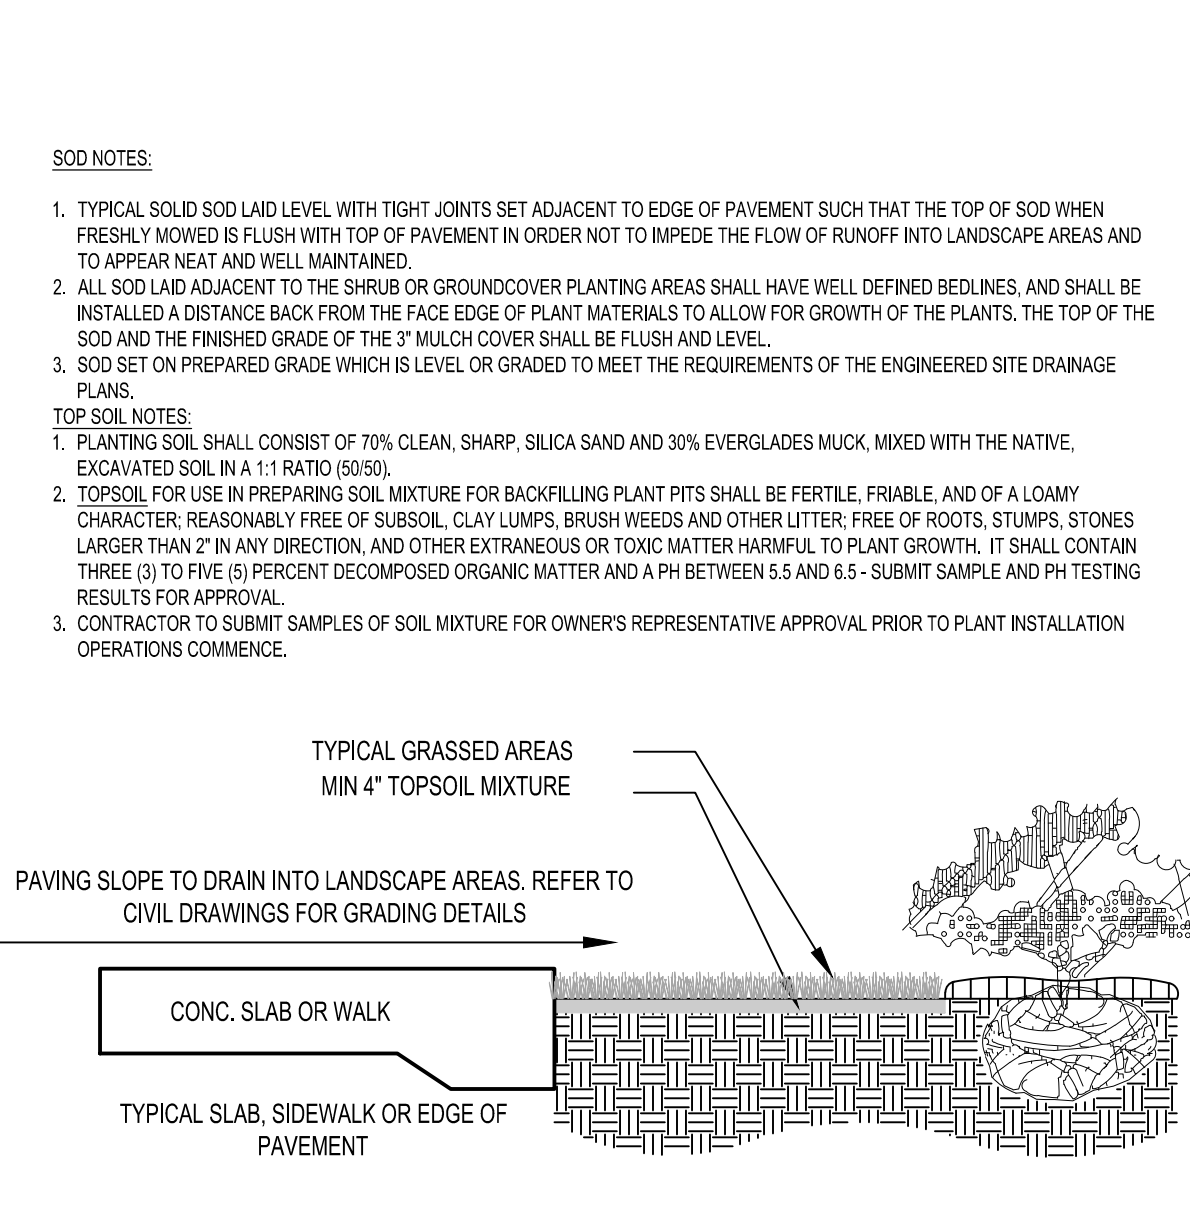 SOD NOTES:
1. TYPICAL SOLID SOD LAID LEVEL WITH TIGHT JOINTS SET ADJACENT TO EDGE OF PAVEMENT SUCH THAT THE TOP OF SOD WHEN
FRESHLY MOWED IS FLUSH WITH TOP OF PAVEMENT IN ORDER NOT TO IMPEDE THE FLOW OF RUNOFF INTO LANDSCAPE AREAS AND
TO APPEAR NEAT AND WELL MAINTAINED.
2. ALL SOD LAID ADJACENT TO THE SHRUB OR GROUNDCOVER PLANTING AREAS SHALL HAVE WELL DEFINED BEDLINES, AND SHALL BE
INSTALLED A DISTANCE BACK FROM THE FACE EDGE OF PLANT MATERIALS TO ALLOW FOR GROWTH OF THE PLANTS. THE TOP OF THE
SOD AND THE FINISHED GRADE OF THE 3" MULCH COVER SHALL BE FLUSH AND LEVEL.
3. SOD SET ON PREPARED GRADE WHICH IS LEVEL OR GRADED TO MEET THE REQUIREMENTS OF THE ENGINEERED SITE DRAINAGE
PLANS.
TOP SOIL NOTES:
1. PLANTING SOIL SHALL CONSIST OF 70% CLEAN, SHARP, SILICA SAND AND 30% EVERGLADES MUCK, MIXED WITH THE NATIVE,
EXCAVATED SOIL IN A 1:1 RATIO (50/50).
2. TOPSOIL FOR USE IN PREPARING SOIL MIXTURE FOR BACKFILLING PLANT PITS SHALL BE FERTILE, FRIABLE, AND OF A LOAMY
CHARACTER; REASONABLY FREE OF SUBSOIL, CLAY LUMPS, BRUSH WEEDS AND OTHER LITTER; FREE OF ROOTS, STUMPS, STONES
LARGER THAN 2" IN ANY DIRECTION, AND OTHER EXTRANEOUS OR TOXIC MATTER HARMFUL TO PLANT GROWTH. IT SHALL CONTAIN
THREE (3) TO FIVE (5) PERCENT DECOMPOSED ORGANIC MATTER AND A PH BETWEEN 5.5 AND 6.5 - SUBMIT SAMPLE AND PH TESTING
RESULTS FOR APPROVAL.
3. CONTRACTOR TO SUBMIT SAMPLES OF SOIL MIXTURE FOR OWNER'S REPRESENTATIVE APPROVAL PRIOR TO PLANT INSTALLATION
OPERATIONS COMMENCE.
TYPICAL GRASSED AREAS
MIN 4" TOPSOIL MIXTURE
PAVING SLOPE TO DRAIN INTO LANDSCAPE AREAS. REFER TO
CIVIL DRAWINGS FOR GRADING DETAILS
CONC. SLAB OR WALK
TYPICAL SLAB, SIDEWALK OR EDGE OF
PAVEMENT